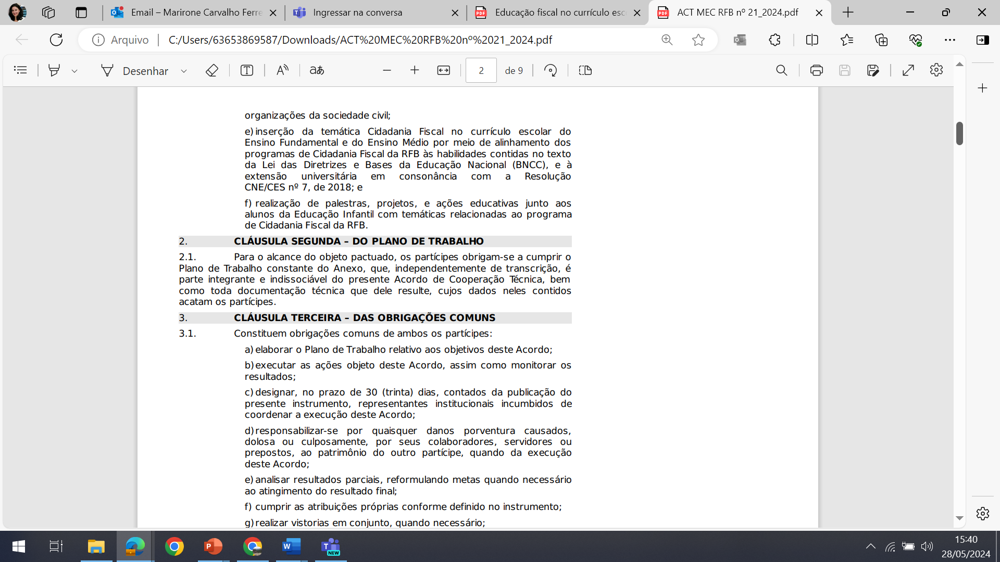 Email – Marirone Carvalho Ferre
Ingressar na conversa
Educação fiscal no currículo esc
ACT MEC RFB nº 21_2024.pdf
Arquivo
C:/Users/63653869587/Downloads/ACT%20MEC%20RFB%20nº%2021_2024.pdf
Desenhar
2
de 9
organizações da sociedade civil;
e) inserção da temática Cidadania Fiscal no currículo escolar do
Ensino Fundamental e do Ensino Médio por meio de alinhamento dos
programas de Cidadania Fiscal da RFB às habilidades contidas no texto
da Lei das Diretrizes e Bases da Educação Nacional (BNCC), e à
extensão universitária em consonância com a Resolução
CNE/CES nº 7, de 2018; e
f) realização de palestras, projetos, e ações educativas junto aos
alunos da Educação Infantil com temáticas relacionadas ao programa
de Cidadania Fiscal da RFB.
2. CLÁUSULA SEGUNDA – DO PLANO DE TRABALHO
2.1. Para o alcance do objeto pactuado, os partícipes obrigam-se a cumprir o
Plano de Trabalho constante do Anexo, que, independentemente de transcrição, é
parte integrante e indissociável do presente Acordo de Cooperação Técnica, bem
como toda documentação técnica que dele resulte, cujos dados neles contidos
acatam os partícipes.
3. CLÁUSULA TERCEIRA – DAS OBRIGAÇÕES COMUNS
3.1. Constituem obrigações comuns de ambos os partícipes:
a) elaborar o Plano de Trabalho relativo aos objetivos deste Acordo;
b) executar as ações objeto deste Acordo, assim como monitorar os
resultados;
c) designar, no prazo de 30 (trinta) dias, contados da publicação do
presente instrumento, representantes institucionais incumbidos de
coordenar a execução deste Acordo;
d) responsabilizar-se por quaisquer danos porventura causados,
dolosa ou culposamente, por seus colaboradores, servidores ou
prepostos, ao patrimônio do outro partícipe, quando da execução
deste Acordo;
e) analisar resultados parciais, reformulando metas quando necessário
ao atingimento do resultado final;
f) cumprir as atribuições próprias conforme definido no instrumento;
g) realizar vistorias em conjunto, quando necessário;
NEW
15:40
28/05/2024